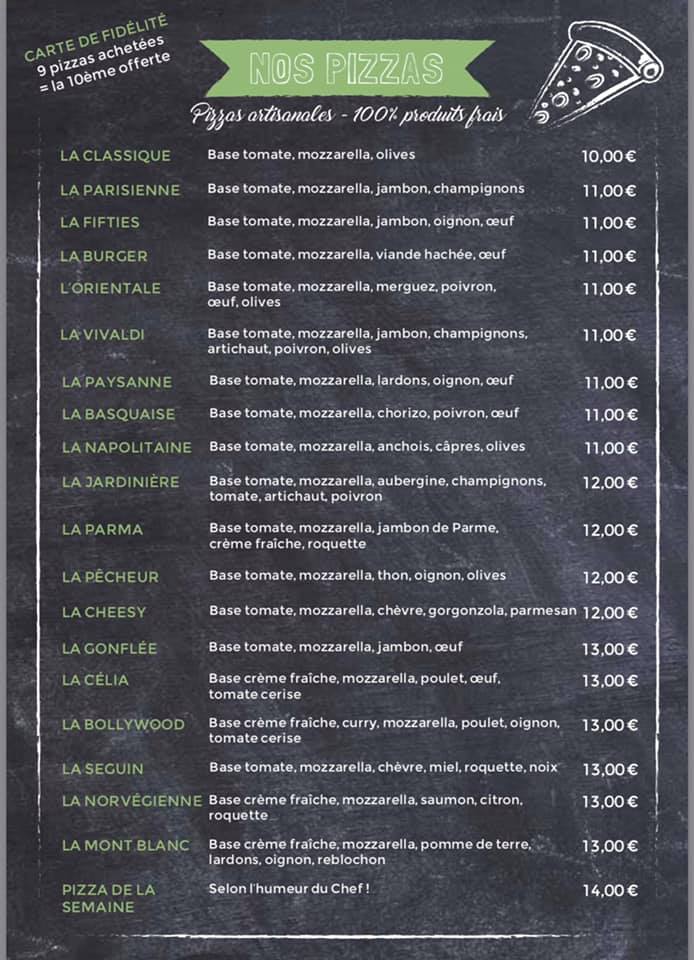 CARTE DE FIDÉLITÉ
9 pizzas achetées
= la 10ème offerte
NOS PIZZAS
Pizzas artisanales - 100% produits frais
LA CLASSIQUE Base tomate, mozzarella, olives 10,00 €
LA PARISIENNE Base tomate, mozzarella, jambon, champignons 11,00 €
LA FIFTIES Base tomate, mozzarella, jambon, oignon, œuf 11,00 €
LA BURGER Base tomate, mozzarella, viande hachée, œuf 11,00 €
L'ORIENTALE Base tomate, mozzarella, merguez, poivron, 11,00 €
œuf, olives
LA VIVALDI Base tomate, mozzarella, jambon, champignons, 11,00 €
artichaut, poivron, olives
LA PAYSANNE Base tomate, mozzarella, lardons, oignon, œuf 11,00 €
LA BASQUAISE Base tomate, mozzarella, chorizo, poivron, œuf 11,00 €
LA NAPOLITAINE Base tomate, mozzarella, anchois, câpres, olives 11,00 €
LA JARDINIÈRE Base tomate, mozzarella, aubergine, champignons, 12,00 €
tomate, artichaut, poivron
LA PARMA Base tomate, mozzarella, jambon de Parme, 12,00 €
crème fraîche, roquette
LA PÊCHEUR Base tomate, mozzarella, thon, oignon, olives 12,00 €
LA CHEESY Base tomate, mozzarella, chèvre, gorgonzola, parmesan 12,00 €
LA GONFLÉE Base tomate, mozzarella, jambon, œuf 13,00 €
LA CÉLIA Base crème fraîche, mozzarella, poulet, œuf, 13,00 €
tomate cerise
LA BOLLYWOOD Base crème fraîche, curry, mozzarella, poulet, oignon, 13,00 €
tomate cerise
LA SEGUIN Base tomate, mozzarella, chèvre, miel, roquette, noix 13,00 €
LA NORVÉGIENNE Base crème fraîche, mozzarella, saumon, citron, 13,00 €
roquette
LA MONT BLANC Base crème fraîche, mozzarella, pomme de terre, 13,00 €
lardons, oignon, reblochon
PIZZA DE LA Selon l'humeur du Chef ! 14,00 €
SEMAINE